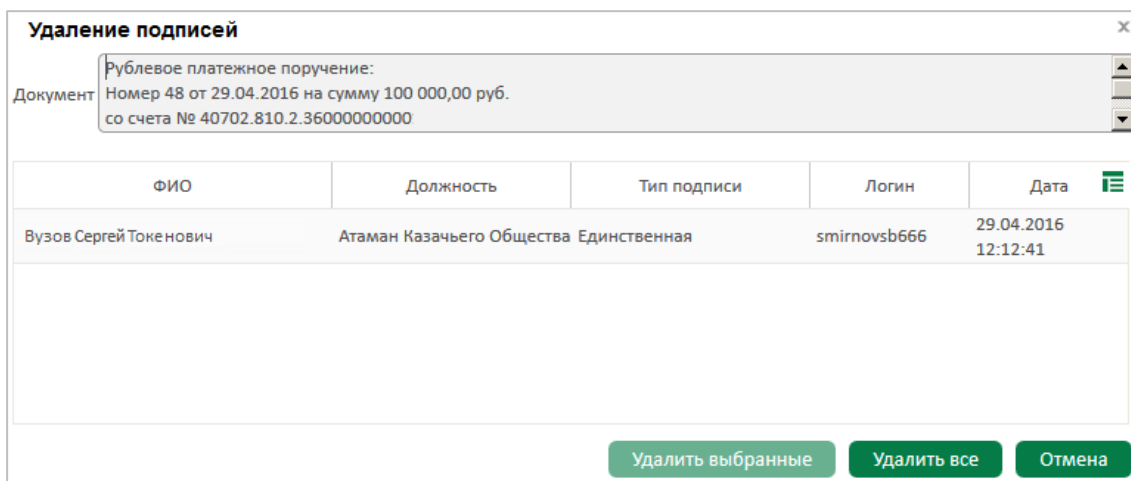 Удаление подписей
x
Документ
Рублевое платежное поручение:
Номер 48 от 29.04.2016 на сумму 100 000,00 руб.
со счета № 40702.810.2.36000000000
ФИО Должность Тип подписи Логин Дата
Вузов Сергей Токенович Атаман Казачьего Общества Единственная smirnovsb666 29.04.2016
12:12:41
Удалить выбранные Удалить все Отмена